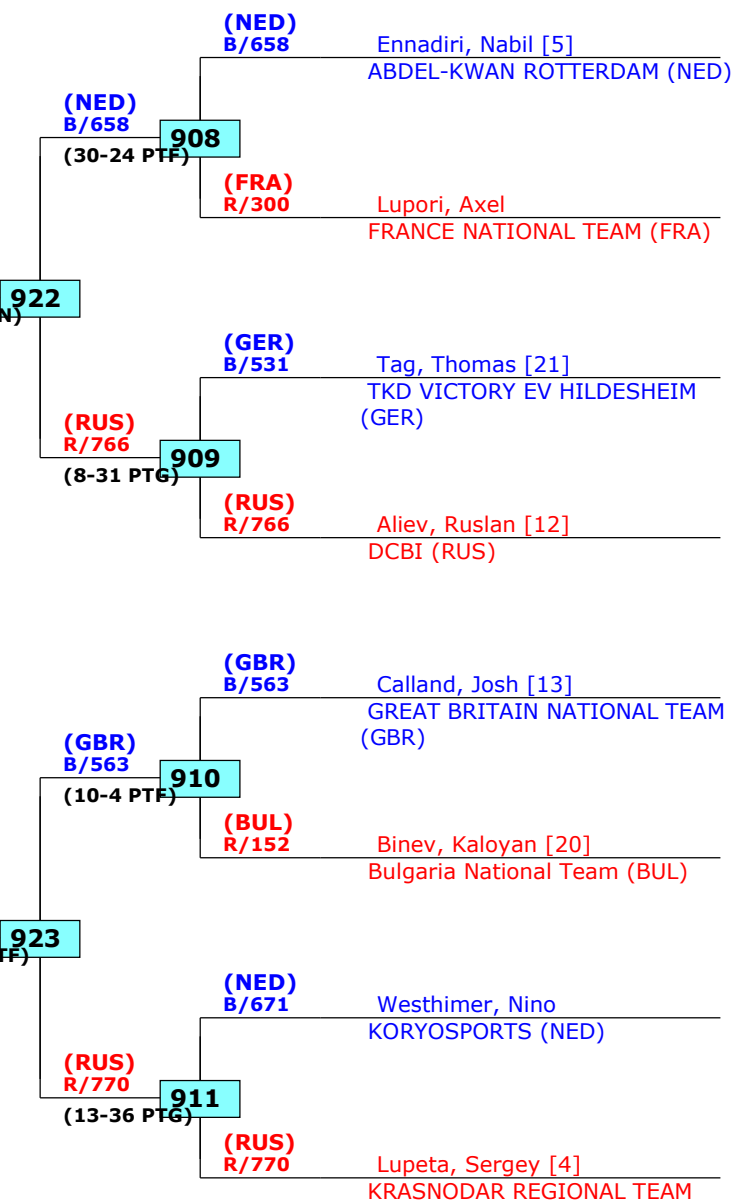 (NED)
B/658
Ennadiri, Nabil [5]
ABDEL-KWAN ROTTERDAM (NED)
(NED)
B/658
908
(30-24 PTF)
(FRA)
R/300
Lupori, Axel
FRANCE NATIONAL TEAM (FRA)
922
N)
(GER)
B/531
Tag, Thomas [21]
TKD VICTORY EV HILDESHEIM
(GER)
(RUS)
R/766
909
(8-31 PTG)
(RUS)
R/766
Aliev, Ruslan [12]
DCBI (RUS)
(GBR)
B/563
Calland, Josh [13]
GREAT BRITAIN NATIONAL TEAM
(GBR)
(GBR)
B/563
910
(10-4 PTF)
(BUL)
R/152
Binev, Kaloyan [20]
Bulgaria National Team (BUL)
923
TF)
(NED)
B/671
Westhimer, Nino
KORYOSPORTS (NED)
(RUS)
R/770
911
(13-36 PTG)
(RUS)
R/770
Lupeta, Sergey [4]
KRASNODAR REGIONAL TEAM